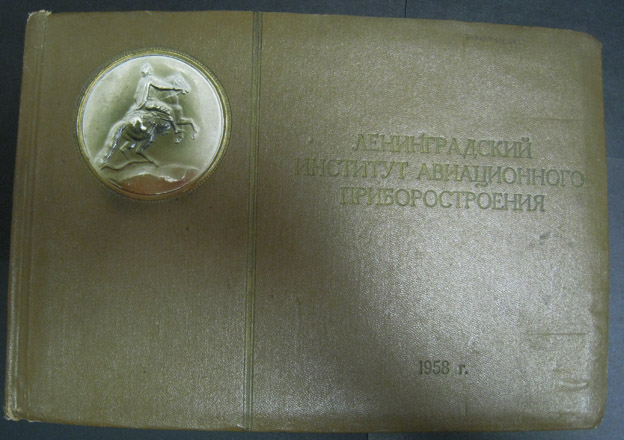 ЛЕНИНГРАДСКИЙ
ИНСТИТУТ АВИАЦИОННОГО
ПРИБОРОСТРОЕНИЯ
1958 г.